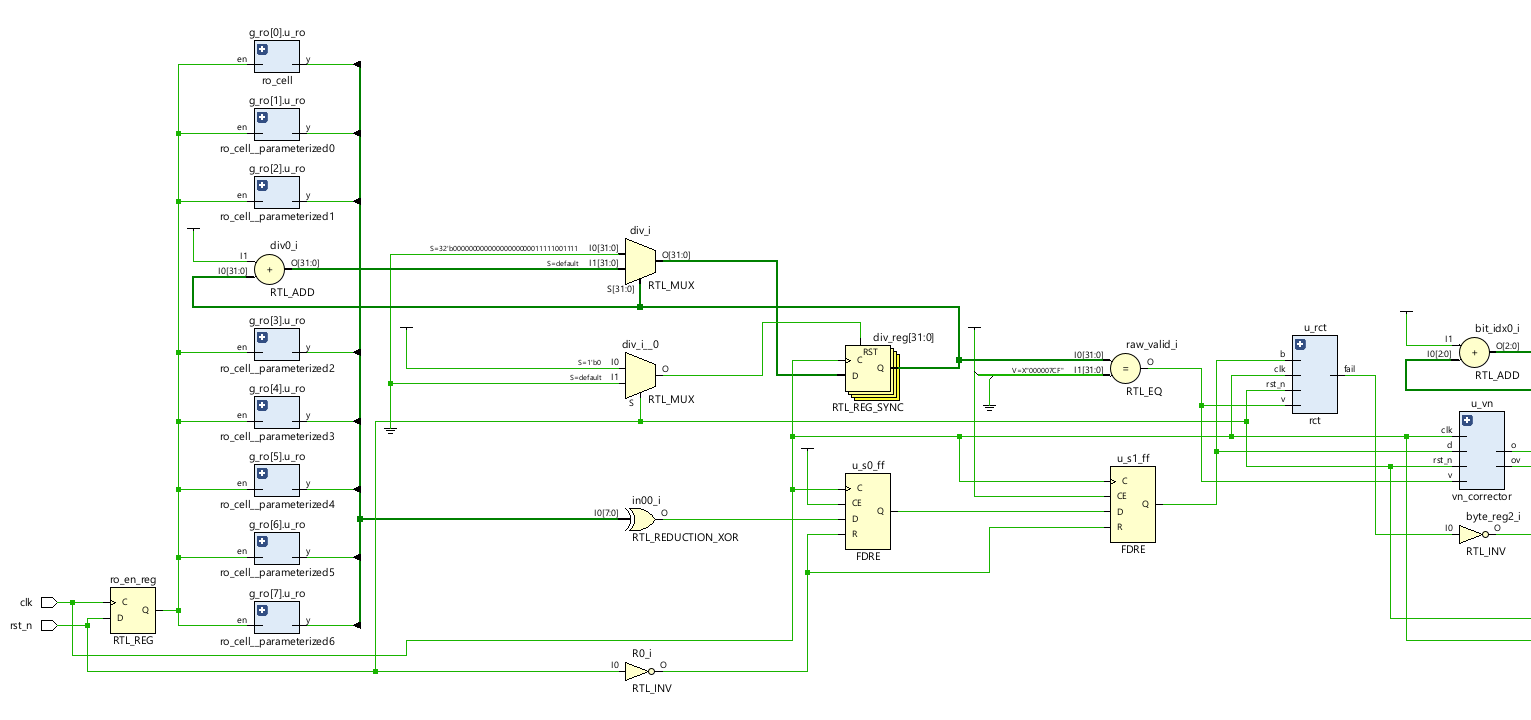 g_ro[0].u_ro
en
y
ro_cell
g_ro[1].u_ro
en
y
ro_cell__parameterized0
g_ro[2].u_ro
en
y
ro_cell__parameterized1
div0_i
I1
I0[31:0]
+
O[31:0]
RTL_ADD
g_ro[3].u_ro
en
y
ro_cell__parameterized2
g_ro[4].u_ro
en
y
ro_cell__parameterized3
g_ro[5].u_ro
en
y
ro_cell__parameterized4
g_ro[6].u_ro
en
y
ro_cell__parameterized5
g_ro[7].u_ro
en
y
ro_cell__parameterized6
clk
rst_n
ro_en_reg
C
D
Q
RTL_REG
div_i
I0[31:0]
S=default
I1[31:0]
S[31:0]
O[31:0]
RTL_MUX
div_i__0
S=1'b0
I0
S=default
I1
S
O
RTL_MUX
in00_i
I0[7:0]
O
RTL_REDUCTION_XOR
R0_i
I0
O
RTL_INV
div_reg[31:0]
RST
C
D
Q
RTL_REG_SYNC
u_s0_ff
C
CE
D
R
Q
FDRE
raw_valid_i
I0[31:0]
V=X"000007CF"
I1[31:0]
=
O
RTL_EQ
u_s1_ff
C
CE
D
R
Q
FDRE
u_rct
b
clk
rst_n
v
fail
rct
bit_idx0_i
I1
I0[2:0]
+
O[2:0]
RTL_ADD
u_vn
clk
d
rst_n
v
o
ov
vn_corrector
byte_reg2_i
I0
O
RTL_INV